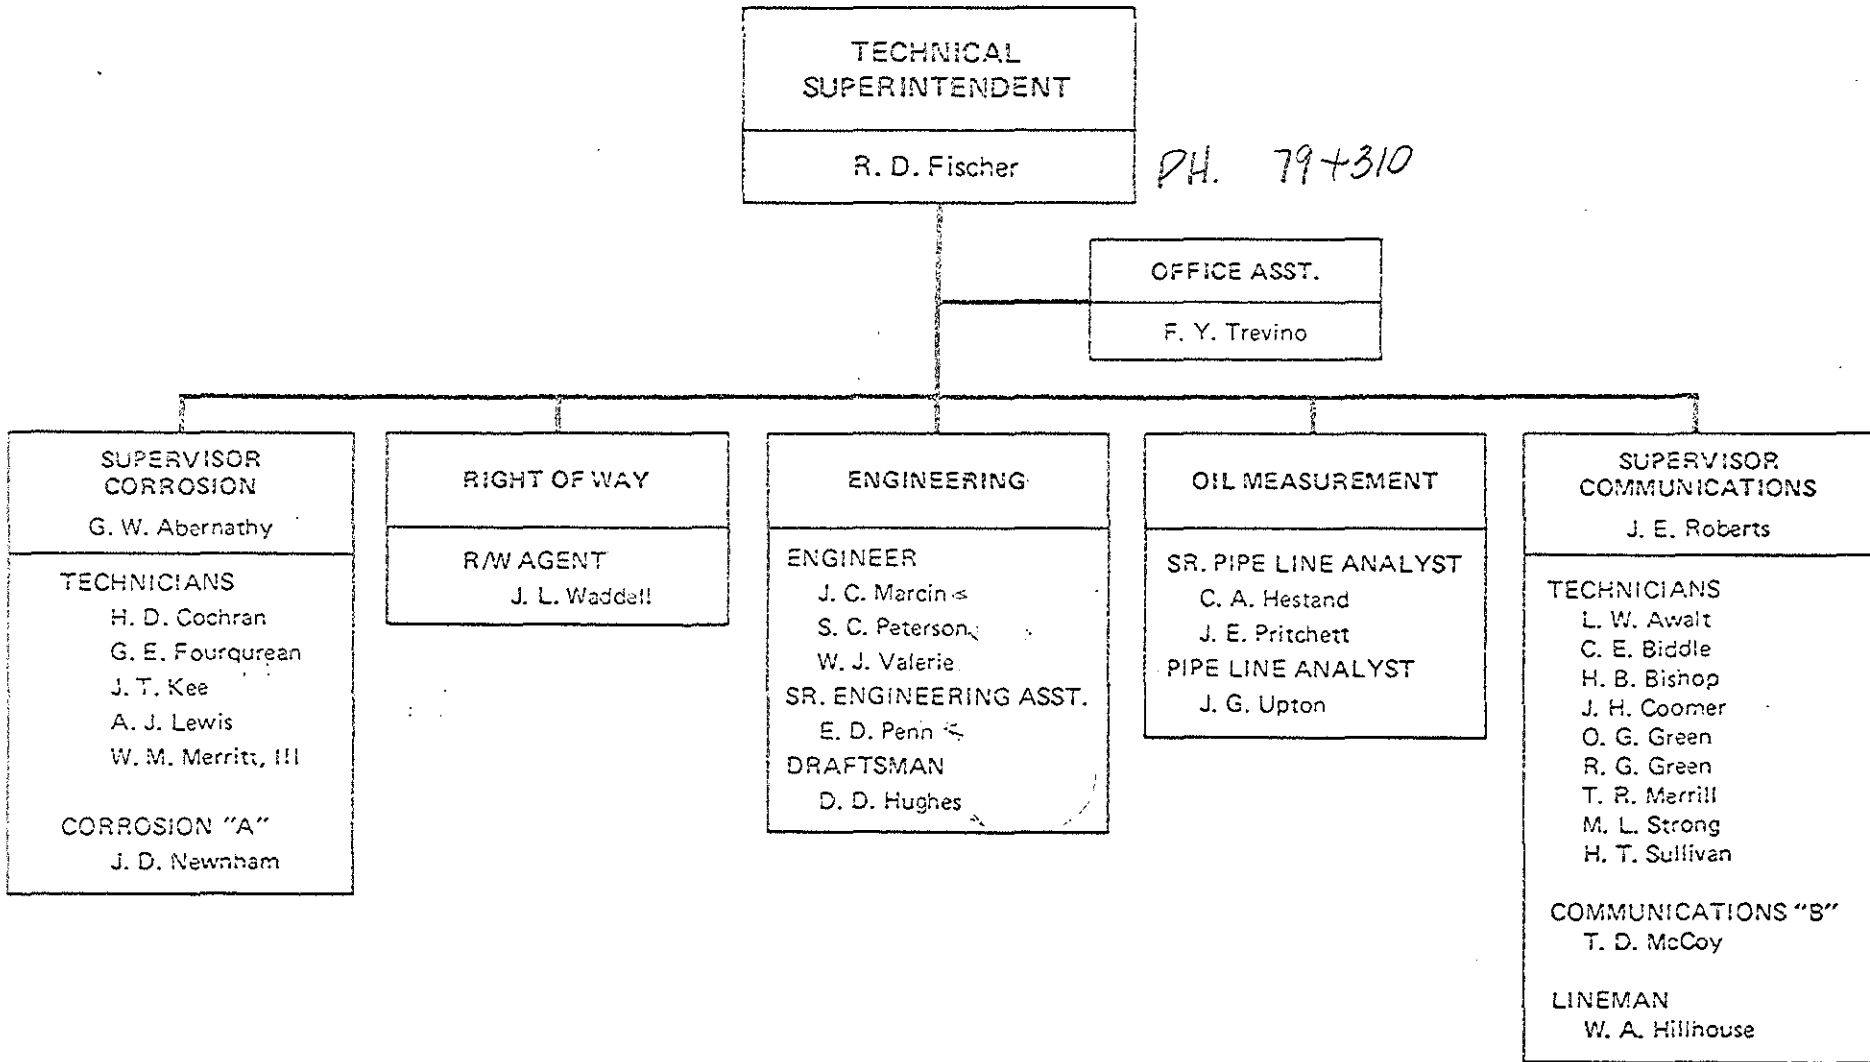 TECHNICAL
SUPERINTENDENT
R. D. Fischer
PH. 79+310
OFFICE ASST.
F. Y. Trevino
SUPERVISOR
CORROSION
G. W. Abernathy
TECHNICIANS
H. D. Cochran
G. E. Fourqurean
J. T. Kee
A. J. Lewis
W. M. Merritt, III
CORROSION "A"
J. D. Newnham
RIGHT OF WAY
R/W AGENT
J. L. Waddell
ENGINEERING
ENGINEER
J. C. Marcin
S. C. Peterson
W. J. Valerie
SR. ENGINEERING ASST.
E. D. Penn
DRAFTSMAN
D. D. Hughes
OIL MEASUREMENT
SR. PIPE LINE ANALYST
C. A. Hestand
J. E. Pritchett
PIPE LINE ANALYST
J. G. Upton
SUPERVISOR
COMMUNICATIONS
J. E. Roberts
TECHNICIANS
L. W. Awalt
C. E. Biddle
H. B. Bishop
J. H. Coomer
O. G. Green
R. G. Green
T. R. Merrill
M. L. Strong
H. T. Sullivan
COMMUNICATIONS "B"
T. D. McCoy
LINEMAN
W. A. Hillhouse